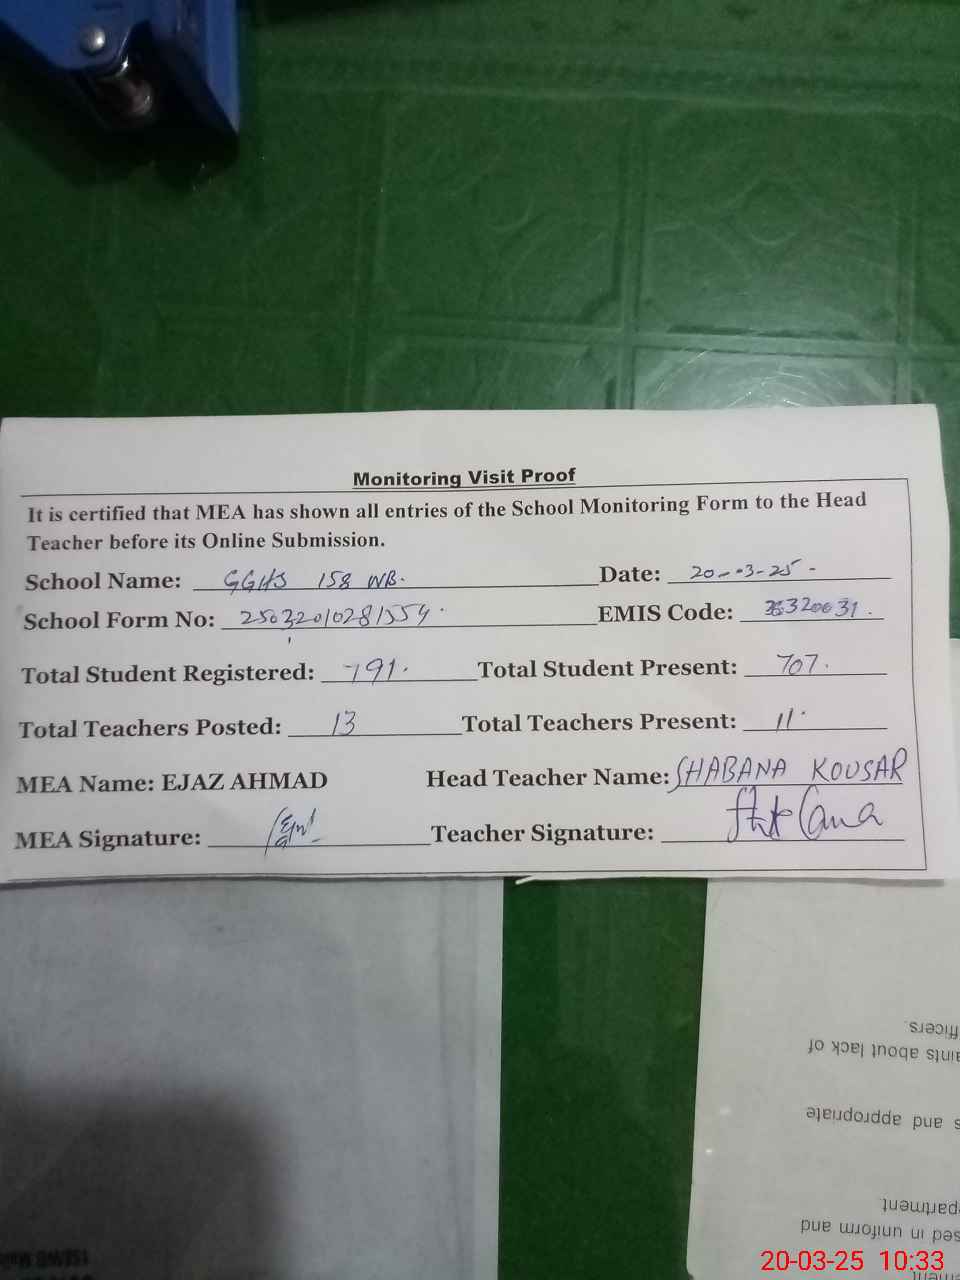 Monitoring Visit Proof
It is certified that MEA has shown all entries of the School Monitoring Form to the Head
Teacher before its Online Submission.
School Name: GGHS 158 WB. Date: 20-03-25-
School Form No: 25032010281554. EMIS Code:
Total Student Registered: 791. Total Student Present: 707.
Total Teachers Posted: 13 Total Teachers Present: 11.
MEA Name: EJAZ AHMAD Head Teacher Name: SHABANA KOUSAR
MEA Signature: Teacher Signature:
sed in uniform and
partment
s and appropriate
aints about lack of
fficers.
20-03-25 10:33